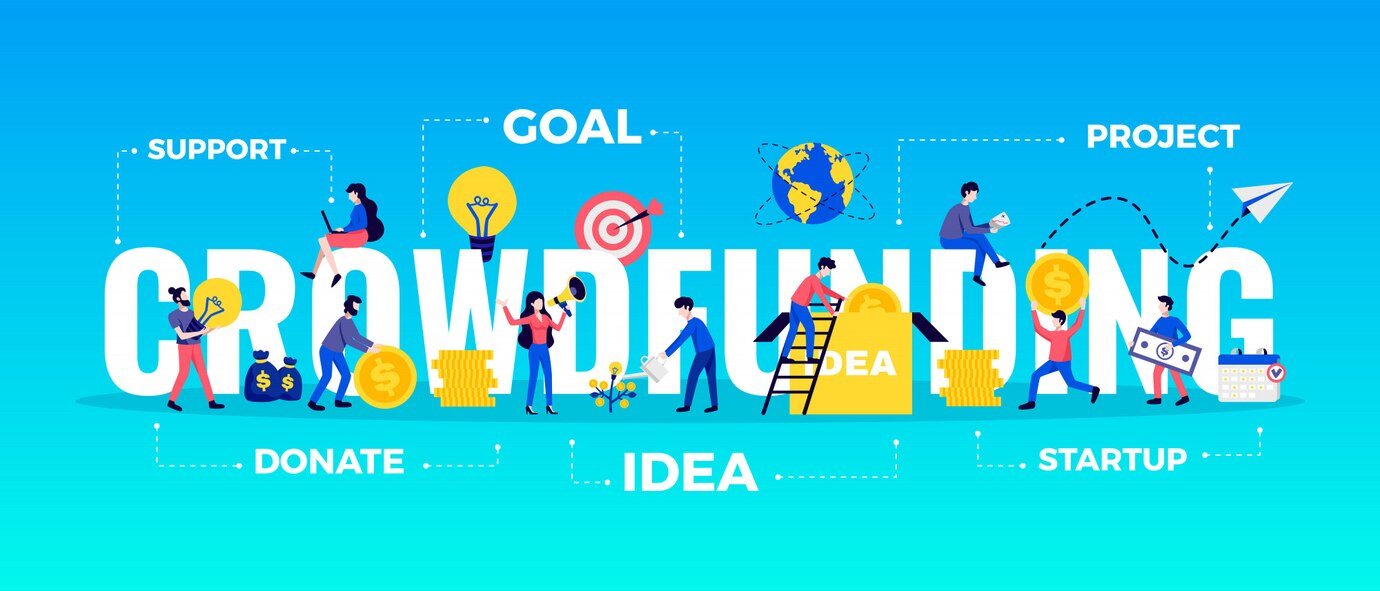 GOAL
SUPPORT
PROJECT
CROWDFUNDING
IDEA
DONATE
IDEA
STARTUP